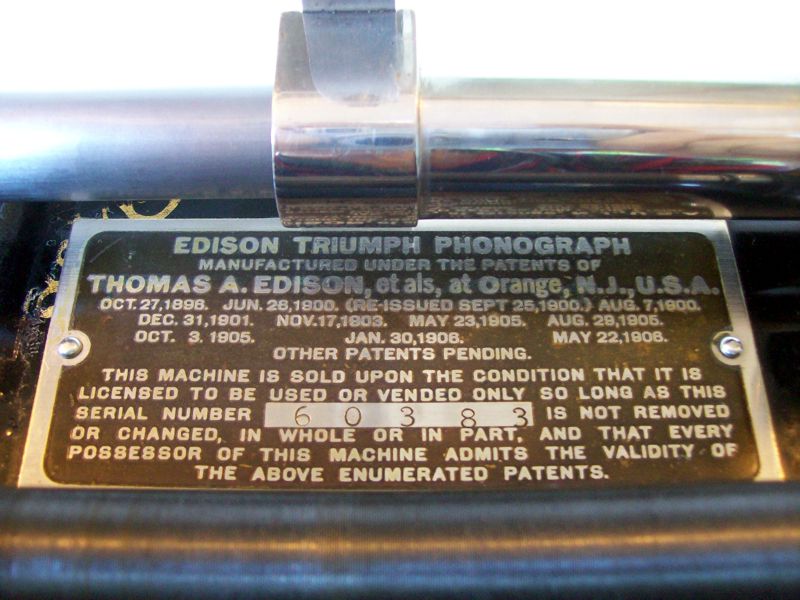 EDISON TRIUMPH PHONOGRAPH
MANUFACTURED UNDER THE PATENTS OF
THOMAS A. EDISON, et als, at Orange, N.J., U.S.A.
OCT. 27, 1896. JUN. 26, 1900. (RE-ISSUED SEPT 25, 1900.) AUG. 7, 1900.
DEC. 31, 1901. NOV. 17, 1903. MAY 23, 1905. AUG. 29, 1905.
OCT. 3. 1905. JAN. 30, 1906. MAY 22, 1906.
OTHER PATENTS PENDING.
THIS MACHINE IS SOLD UPON THE CONDITION THAT IT IS
LICENSED TO BE USED OR VENDED ONLY SO LONG AS THIS
SERIAL NUMBER 60383 IS NOT REMOVED
OR CHANGED, IN WHOLE OR IN PART, AND THAT EVERY
POSSESSOR OF THIS MACHINE ADMITS THE VALIDITY OF
THE ABOVE ENUMERATED PATENTS.